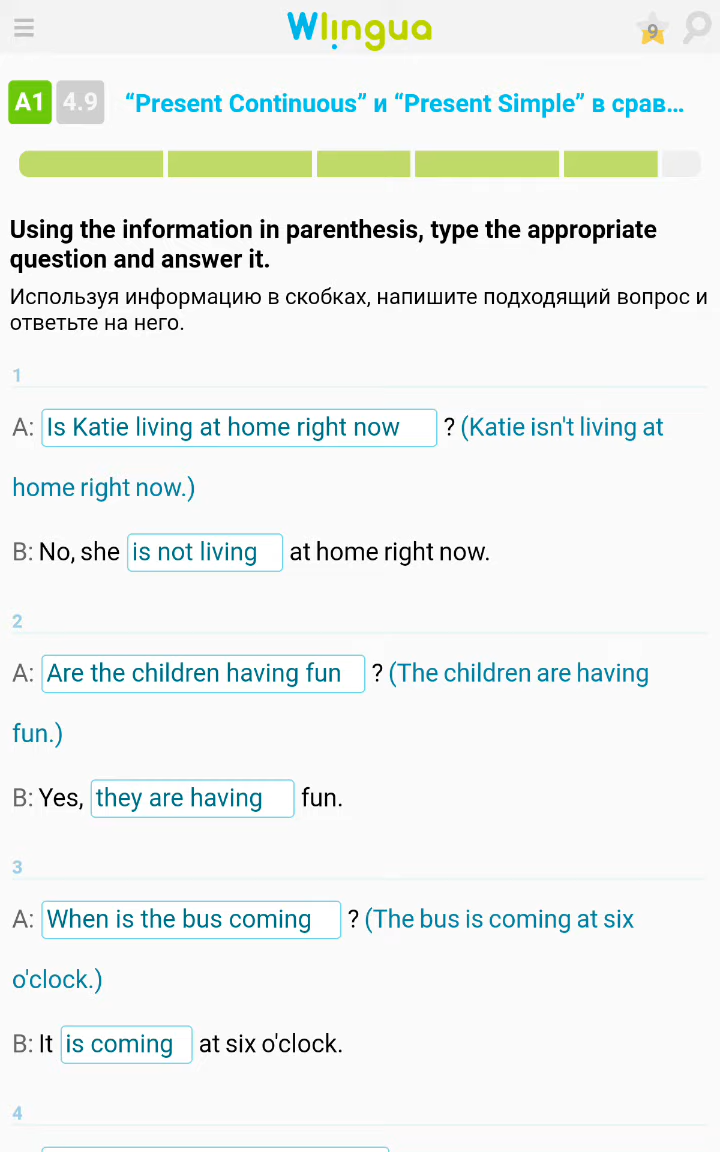 Wlingua
9
A1 4.9 “Present Continuous” и “Present Simple” в срав...
Using the information in parenthesis, type the appropriate
question and answer it.
Используя информацию в скобках, напишите подходящий вопрос и
ответьте на него.
1
A: Is Katie living at home right now ? (Katie isn't living at
home right now.)
B: No, she is not living at home right now.
2
A: Are the children having fun ? (The children are having
fun.)
B: Yes, they are having fun.
3
A: When is the bus coming ? (The bus is coming at six
o'clock.)
B: It is coming at six o'clock.
4